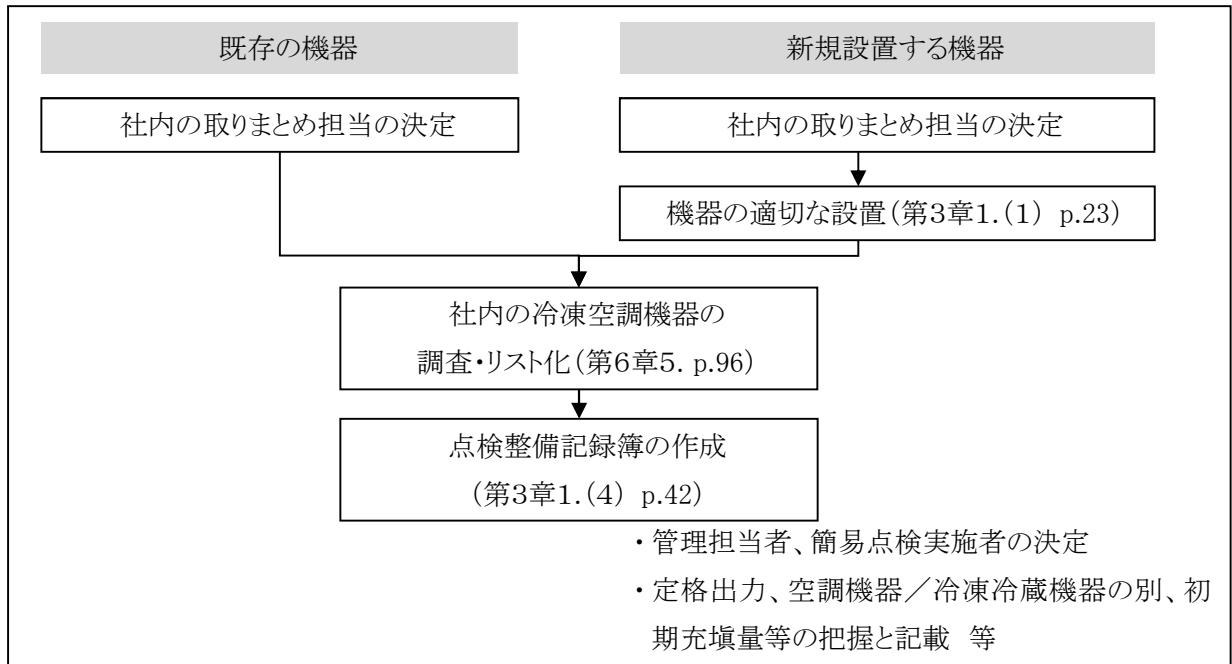 既存の機器
新規設置する機器
社内の取りまとめ担当の決定
社内の取りまとめ担当の決定
機器の適切な設置(第3章1.(1) p.23)
社内の冷凍空調機器の
調査・リスト化(第6章5. p.96)
点検整備記録簿の作成
(第3章1.(4) p.42)
・管理担当者、簡易点検実施者の決定
・定格出力、空調機器／冷凍冷蔵機器の別、初
期充塡量等の把握と記載 等